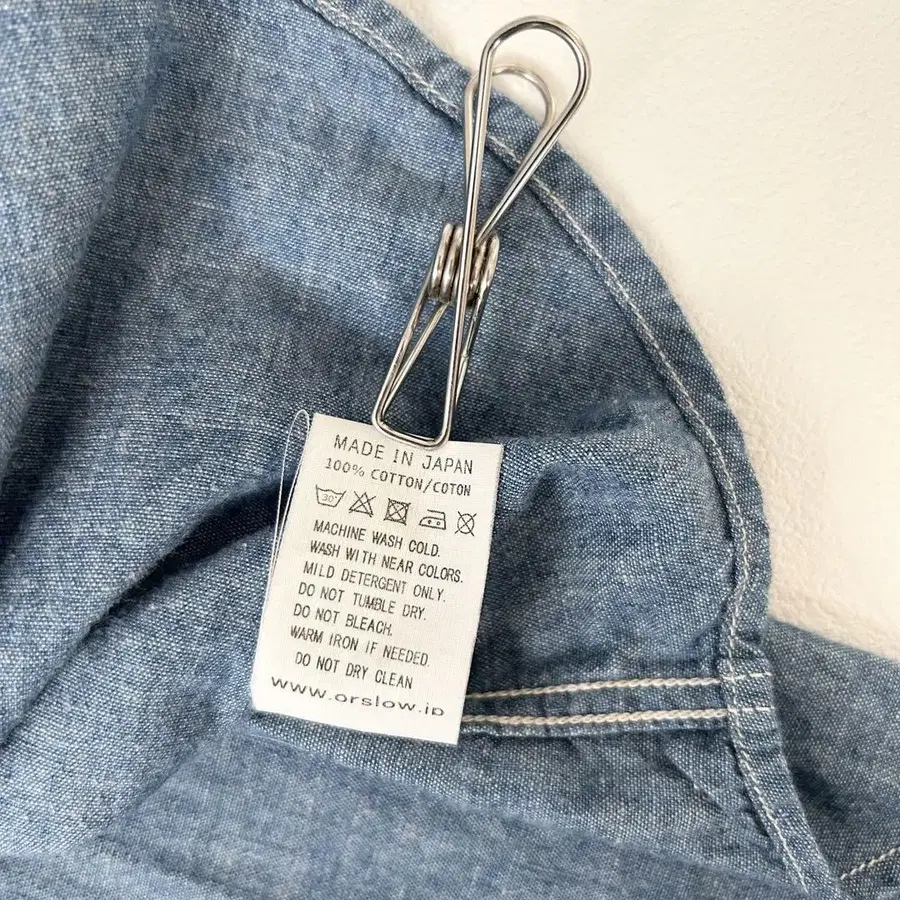 MADE IN JAPAN
100% COTTON/COTON
30°
MACHINE WASH COLD.
WASH WITH NEAR COLORS.
MILD DETERGENT ONLY.
DO NOT TUMBLE DRY.
DO NOT BLEACH.
WARM IRON IF NEEDED.
DO NOT DRY CLEAN
www.orslow.jp